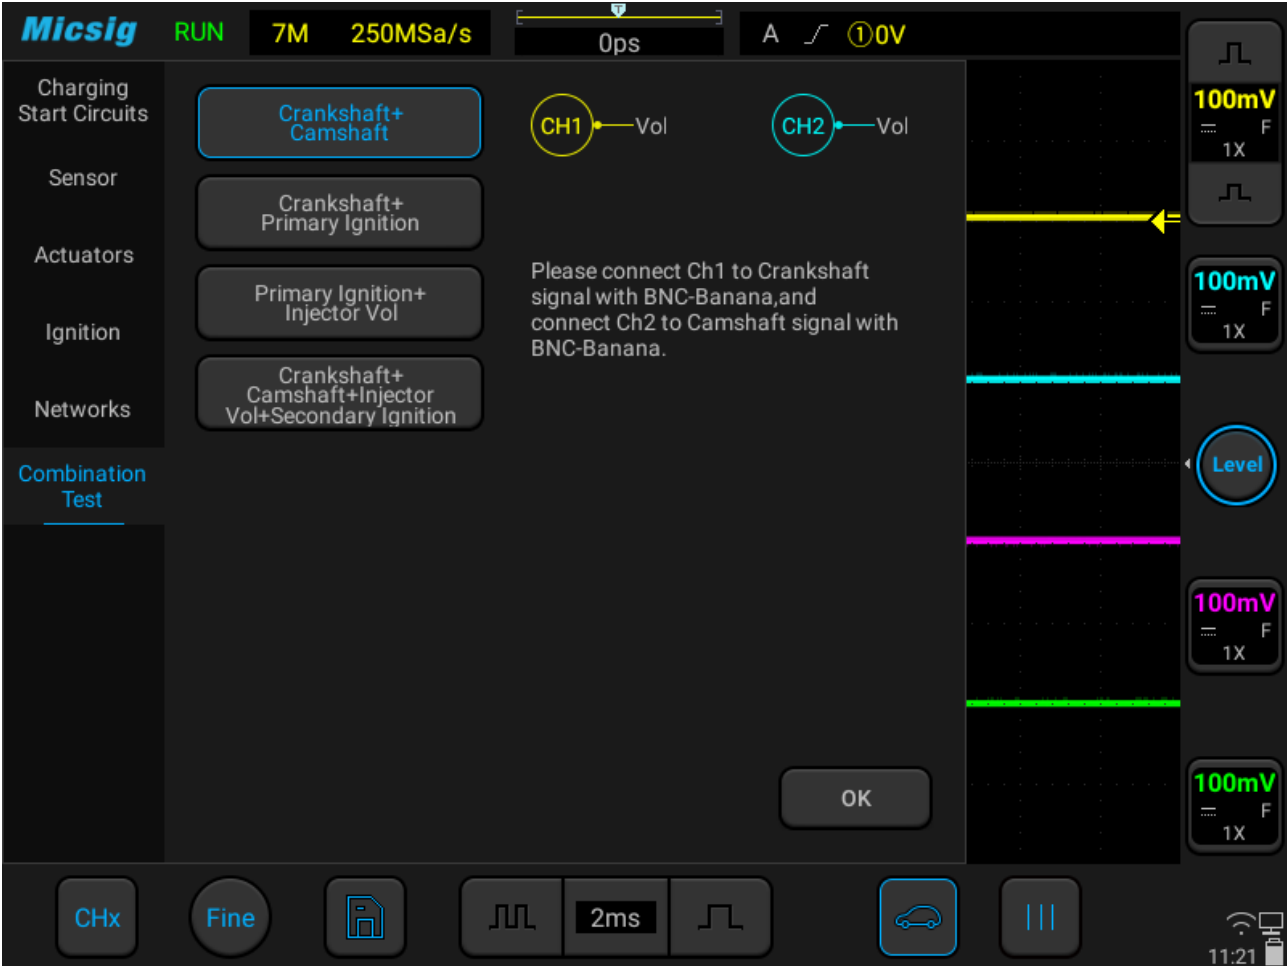 Micsig RUN 7M 250MSa/s T 0ps A ①0V
Charging
Start Circuits
Sensor
Actuators
Ignition
Networks
Combination
Test
Crankshaft+
Camshaft
Crankshaft+
Primary Ignition
Primary Ignition+
Injector Vol
Crankshaft+
Camshaft+Injector
Vol+Secondary Ignition
CH1 Vol CH2 Vol
Please connect Ch1 to Crankshaft
signal with BNC-Banana,and
connect Ch2 to Camshaft signal with
BNC-Banana.
OK
100mV
F
1X
100mV
F
1X
Level
100mV
F
1X
100mV
F
1X
CHx Fine 2ms
11:21